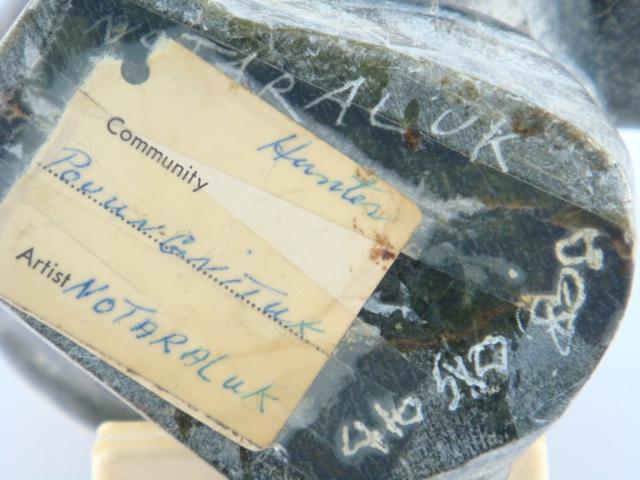 NOTARALUK
Hunter
Community
POVUNGNITUK
Artist NOTARALUK